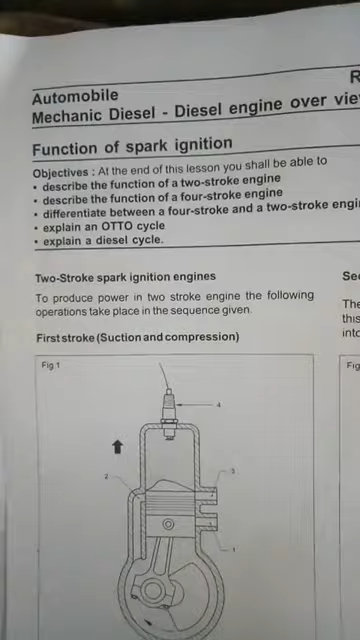 Automobile
R
Mechanic Diesel - Diesel engine over
Function of spark ignition
Objectives : At the end of this lesson you shall be able to
• describe the function of a two-stroke engine
• describe the function of a four-stroke engine
• differentiate between a four-stroke and a two-stroke
• explain an OTTO cycle
• explain a diesel cycle.
Two-Stroke spark ignition engines
To produce power in two stroke engine the following
operations take place in the sequence given.
First stroke (Suction and compression)
Fig 1
4
2
3
1
The
this
into